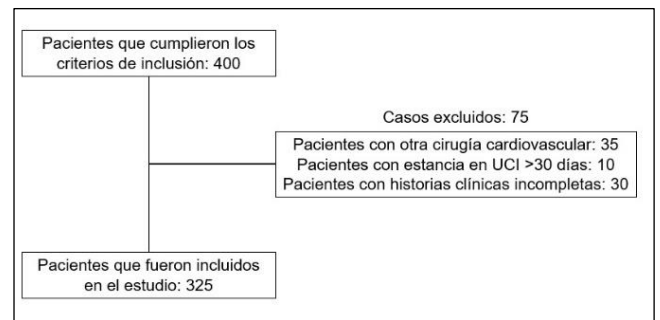 Pacientes que cumplieron los
criterios de inclusión: 400
Casos excluidos: 75
Pacientes con otra cirugía cardiovascular: 35
Pacientes con estancia en UCI >30 días: 10
Pacientes con historias clínicas incompletas: 30
Pacientes que fueron incluidos
en el estudio: 325